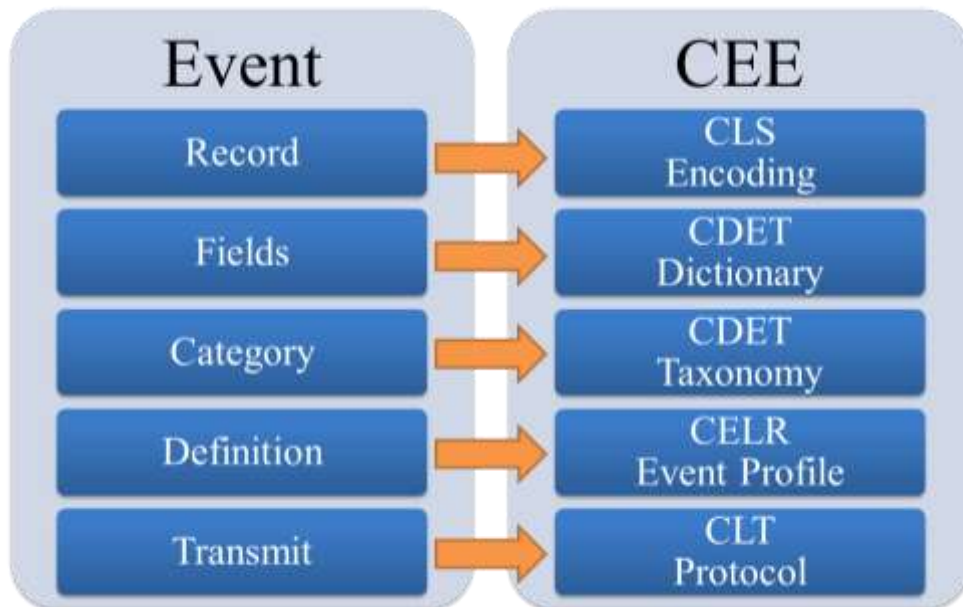 Event
CEE
Record
CLS
Encoding
Fields
CDET
Dictionary
Category
CDET
Taxonomy
Definition
CELR
Event Profile
Transmit
CLT
Protocol